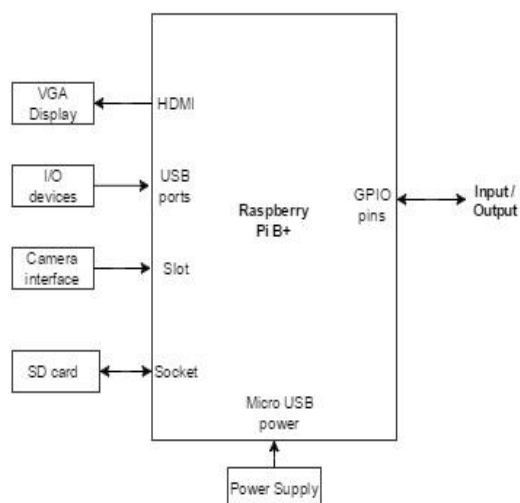 VGA
Display
HDMI
I/O
devices
USB
ports
Camera
interface
Slot
SD card
Socket
Raspberry
Pi B+
GPIO
pins
Input/
Output
Micro USB
power
Power Supply